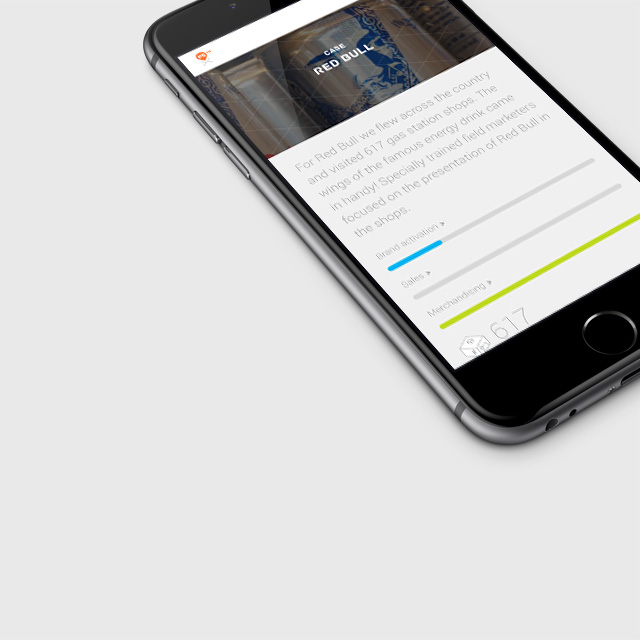 CASE
RED BULL
For Red Bull we flew across the country
and visited 617 gas station shops. The
wings of the famous energy drink came
in handy! Specially trained field marketers
focused on the presentation of Red Bull in
the shops.
Brand activation
Sales
Merchandising
617